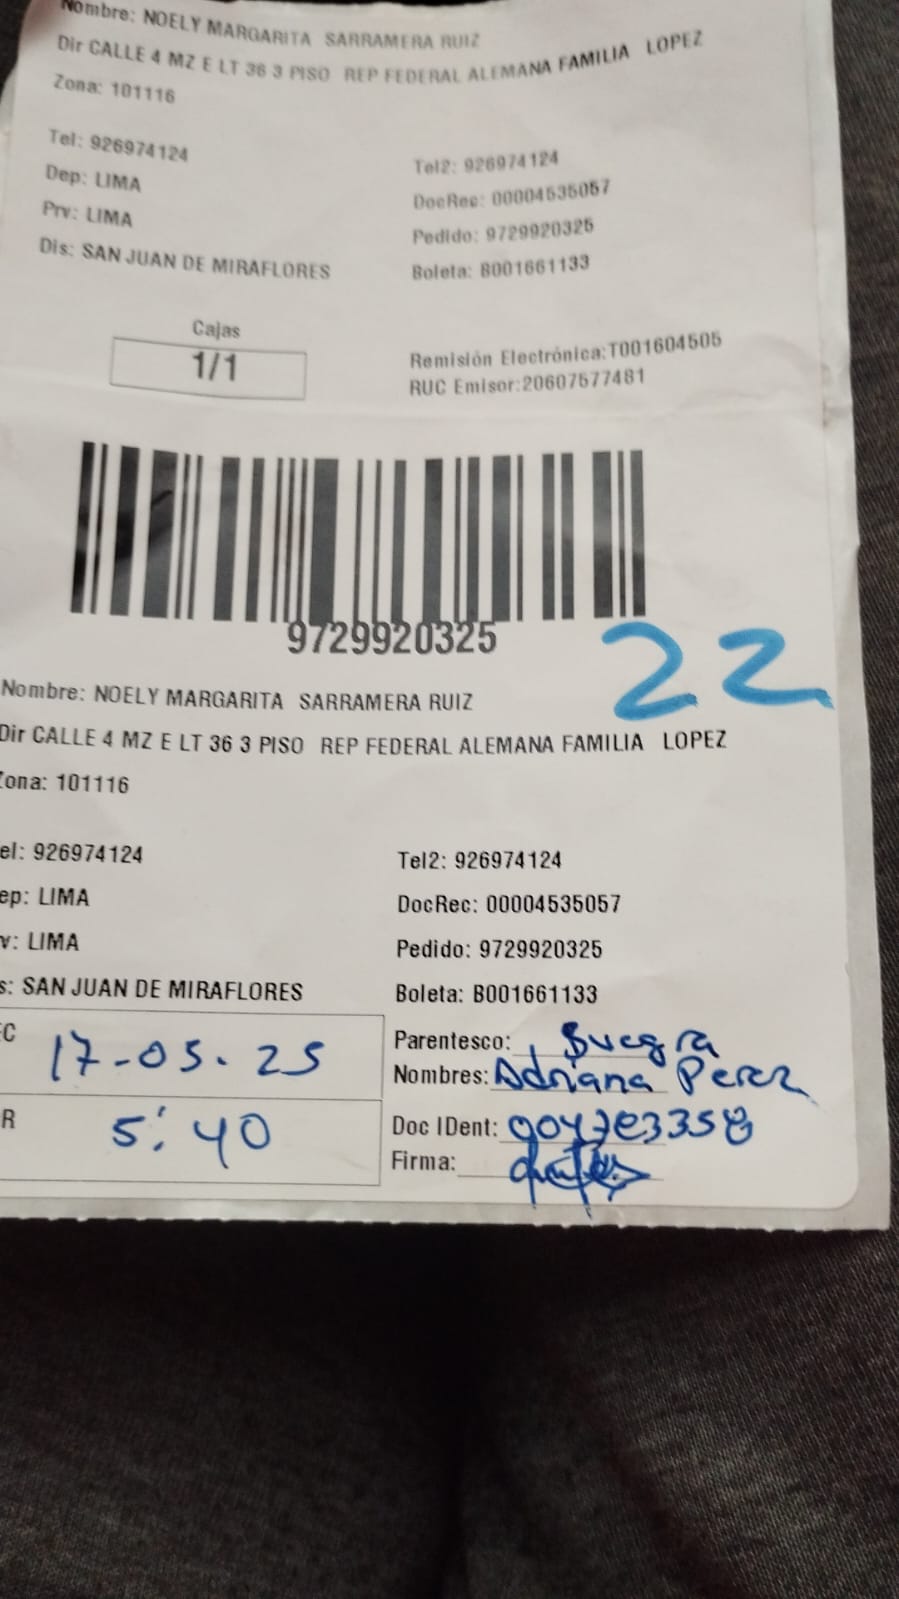 Nombre: NOELY MARGARITA SARRAMERA RUIZ
Dir CALLE 4 MZ E LT 36 3 PISO REP FEDERAL ALEMANA FAMILIA LOPEZ
Zona: 101116
Tel: 926974124 Tel2: 926974124
Dep: LIMA DocRec: 00004535057
Prv: LIMA Pedido: 9729920325
Dis: SAN JUAN DE MIRAFLORES Boleta: B001661133
Cajas
1/1
Remisión Electrónica:T001604505
RUC Emisor:20607577481
9729920325
22
Nombre: NOELY MARGARITA SARRAMERA RUIZ
Dir CALLE 4 MZ E LT 36 3 PISO REP FEDERAL ALEMANA FAMILIA LOPEZ
Zona: 101116
el: 926974124 Tel2: 926974124
ep: LIMA DocRec: 00004535057
v: LIMA Pedido: 9729920325
s: SAN JUAN DE MIRAFLORES Boleta: B001661133
EC 17-05-25 Parentesco: Suegra
Nombres: Adriana Perez
R 5:40 Doc IDent:
Firma: